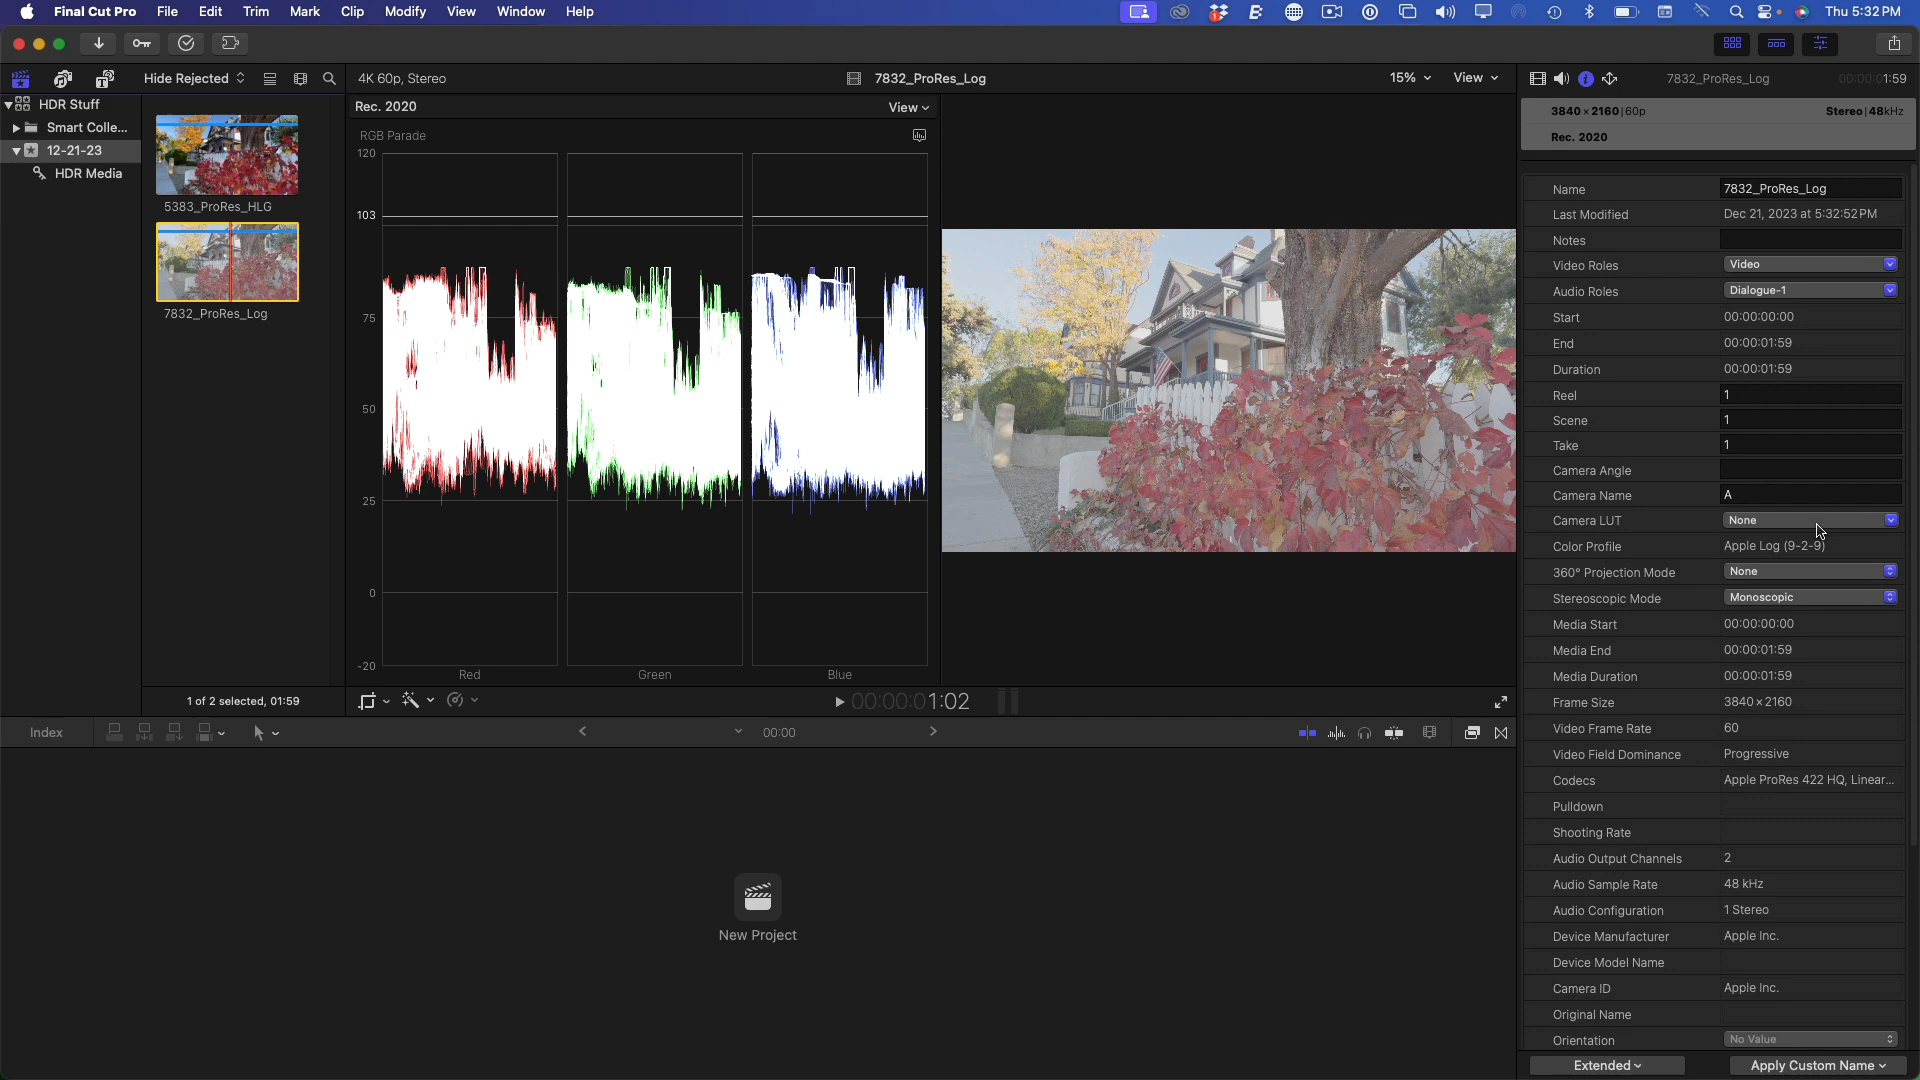 Final Cut Pro File Edit Trim Mark Clip Modify View Window Help
1
Thu 5:32 PM
Hide Rejected
4K 60p, Stereo
7832_ProRes_Log
15%
View
7832_ProRes_Log
00:00:01:59
HDR Stuff
Smart Colle...
12-21-23
HDR Media
5383_ProRes_HLG
7832_ProRes_Log
1 of 2 selected, 01:59
Rec. 2020
View
RGB Parade
120
103
75
50
25
0
-20
Red
Green
Blue
00:00:01:02
Index
00:00
New Project
3840 × 2160 | 60p
Stereo | 48kHz
Rec. 2020
Name 7832_ProRes_Log
Last Modified Dec 21, 2023 at 5:32:52 PM
Notes
Video Roles Video
Audio Roles Dialogue-1
Start 00:00:00:00
End 00:00:01:59
Duration 00:00:01:59
Reel 1
Scene 1
Take 1
Camera Angle
Camera Name A
Camera LUT None
Color Profile Apple Log (9-2-9)
360° Projection Mode None
Stereoscopic Mode Monoscopic
Media Start 00:00:00:00
Media End 00:00:01:59
Media Duration 00:00:01:59
Frame Size 3840 × 2160
Video Frame Rate 60
Video Field Dominance Progressive
Codecs Apple ProRes 422 HQ, Linear...
Pulldown
Shooting Rate
Audio Output Channels 2
Audio Sample Rate 48 kHz
Audio Configuration 1 Stereo
Device Manufacturer Apple Inc.
Device Model Name
Camera ID Apple Inc.
Original Name
Orientation No Value
Extended
Apply Custom Name